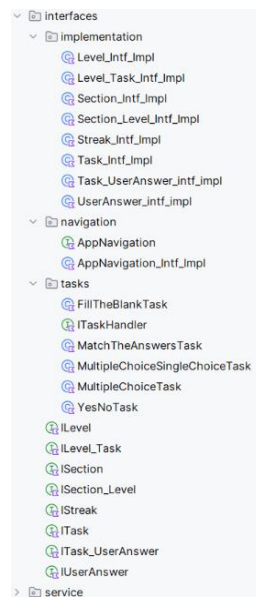 interfaces
implementation
Level_Intf_Impl
Level_Task_Intf_Impl
Section_Intf_Impl
Section_Level_Intf_Impl
Streak_Intf_Impl
Task_Intf_Impl
Task_UserAnswer_intf_impl
UserAnswer_intf_impl
navigation
AppNavigation
AppNavigation_Intf_Impl
tasks
FillTheBlankTask
ITaskHandler
MatchTheAnswersTask
MultipleChoiceSingleChoiceTask
MultipleChoiceTask
YesNoTask
ILevel
ILevel_Task
ISection
ISection_Level
IStreak
ITask
ITask_UserAnswer
IUserAnswer
service